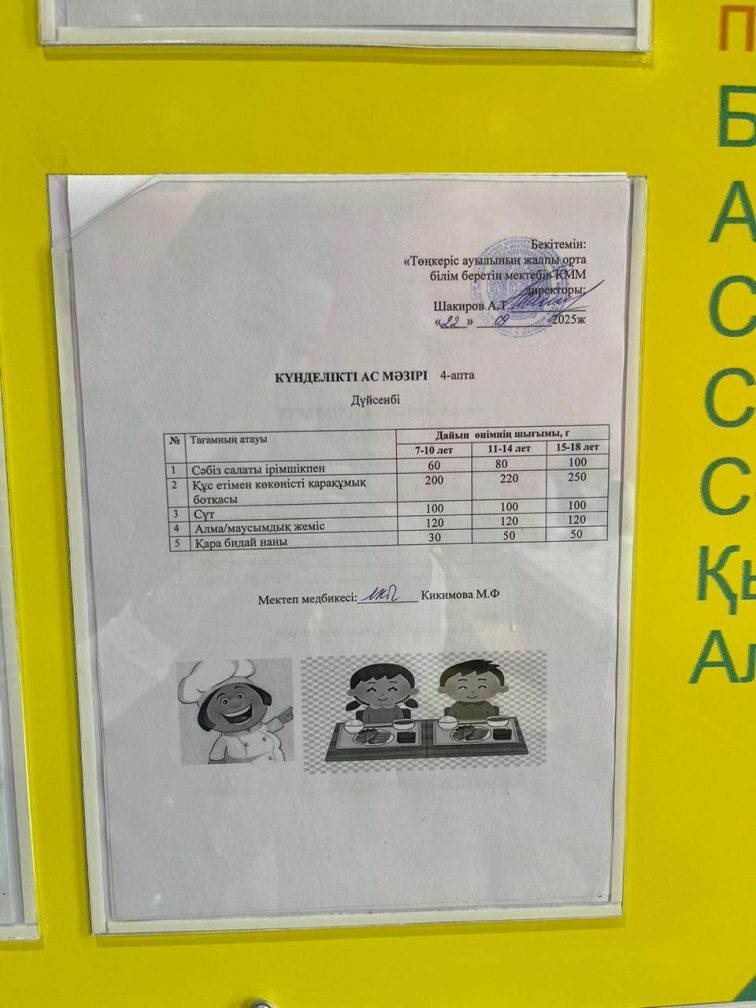 Бекітемін:
«Төңкеріс ауылының жалпы орта
білім беретін мектебі» КММ
директоры:
Шакиров А.Т.
«22» 09 2025ж
КҮНДЕЛІКТІ АС МӘЗІРІ 4-апта
Дүйсенбі
№ Тағамның атауы Дайын өнімнің шығымы, г
7-10 лет 11-14 лет 15-18 лет
1 Сәбіз салаты ірімшікпен 60 80 100
2 Құс етімен көкөністі қарақұмық 200 220 250
ботқасы
3 Сүт 100 100 100
4 Алма/маусымдық жеміс 120 120 120
5 Қара бидай наны 30 50 50
Мектеп медбикесі: Кикимова М.Ф
П
Б
А
С
С
С
Қы
Ал